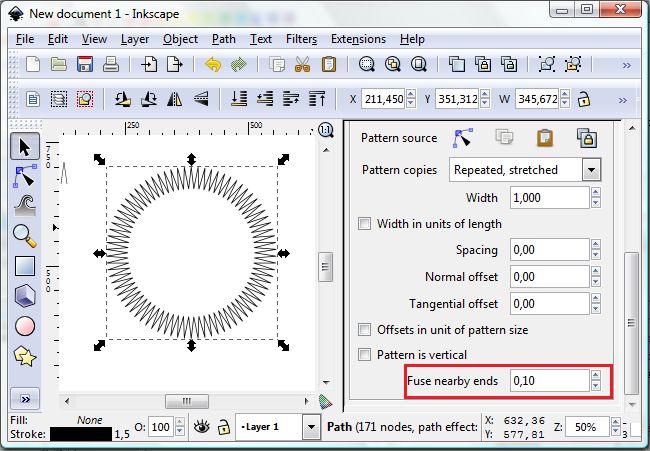 New document 1 - Inkscape
File Edit View Layer Object Path Text Filters Extensions Help
X 211,450 Y 351,312 W 345,672
250 500
750
500
Pattern source
Pattern copies Repeated, stretched
Width 1,000
Width in units of length
Spacing 0,00
Normal offset 0,00
Tangential offset 0,00
Offsets in unit of pattern size
Pattern is vertical
Fuse nearby ends 0,10
Fill: None
Stroke: 1,5
O: 100
Layer 1
Path (171 nodes, path effect:
X: 632,36
Y: 577,81
Z: 50%